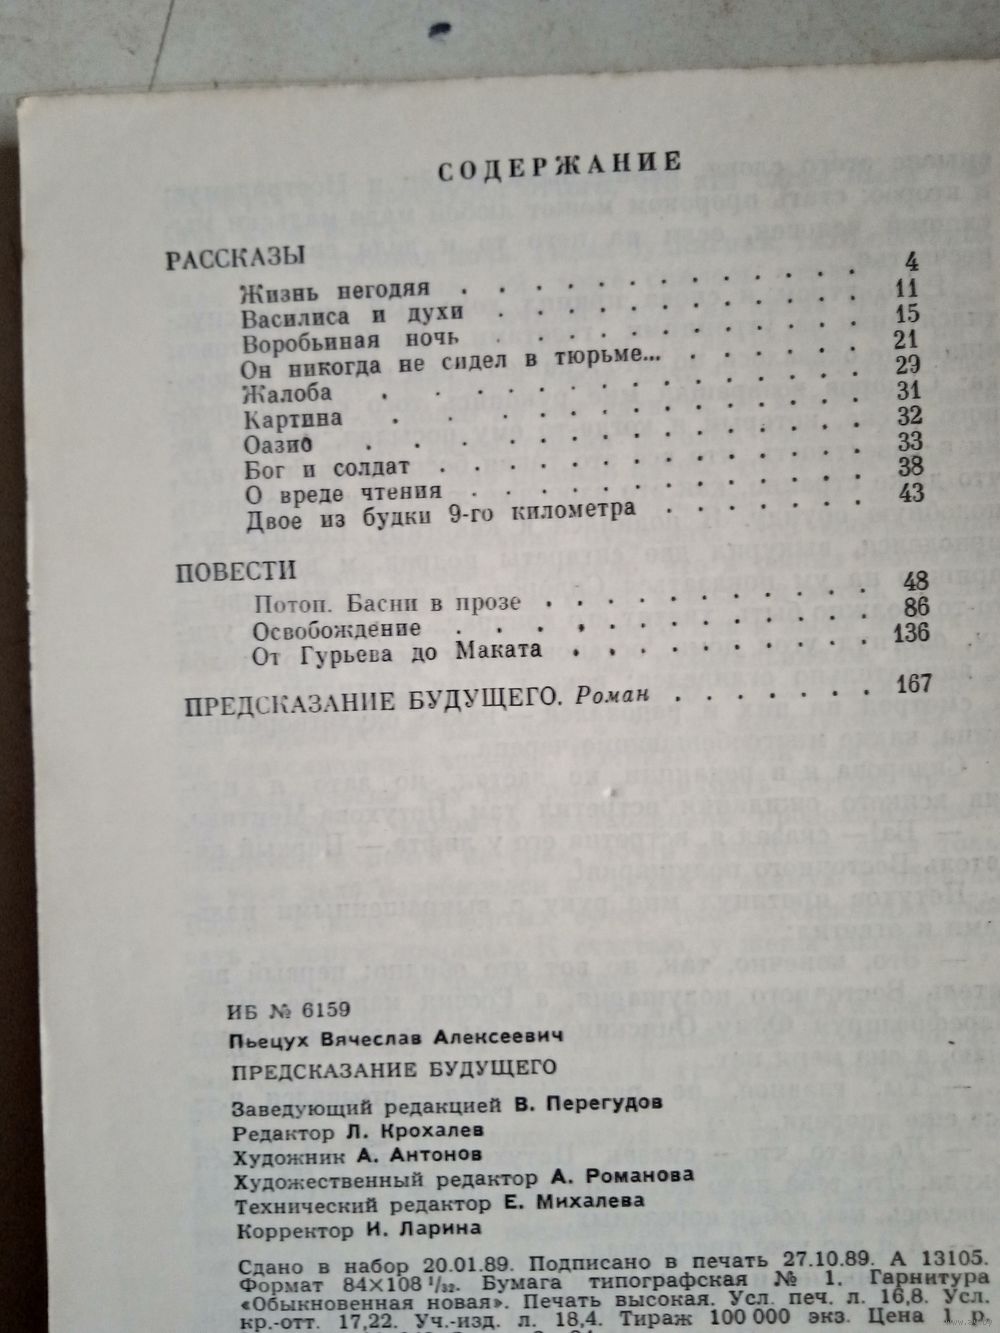 СОДЕРЖАНИЕ
РАССКАЗЫ
Жизнь негодяя . . . . . . . . . . . . 4
Василиса и духи . . . . . . . . . . . 11
Воробьиная ночь . . . . . . . . . . . 15
Он никогда не сидел в тюрьме... . . . . . . 21
Жалоба . . . . . . . . . . . . 29
Картина . . . . . . . . . . . 31
Оазис . . . . . . . . . . . . 32
Бог и солдат . . . . . . . . . . . . 33
О вреде чтения . . . . . . . . . . . . 38
Двое из будки 9-го километра . . . . . . . 43
ПОВЕСТИ
Потоп. Басни в прозе . . . . . . . . . . . 48
Освобождение . . . . . . . . . . . . 86
От Гурьева до Маката . . . . . . . . . . 136
ПРЕДСКАЗАНИЕ БУДУЩЕГО. Роман . . . . . . . 167
ИБ № 6159
Пьецух Вячеслав Алексеевич
ПРЕДСКАЗАНИЕ БУДУЩЕГО
Заведующий редакцией В. Перегудов
Редактор Л. Крохалев
Художник А. Антонов
Художественный редактор А. Романова
Технический редактор Е. Михалева
Корректор И. Ларина
Сдано в набор 20.01.89. Подписано в печать 27.10.89. А 13105.
Формат 84×108 1/32. Бумага типографская № 1. Гарнитура
«Обыкновенная новая». Печать высокая. Усл. печ. л. 16,8. Усл.
кр.-отт. 17,22. Уч.-изд. л. 18,4. Тираж 100 000 экз. Цена 1 р.